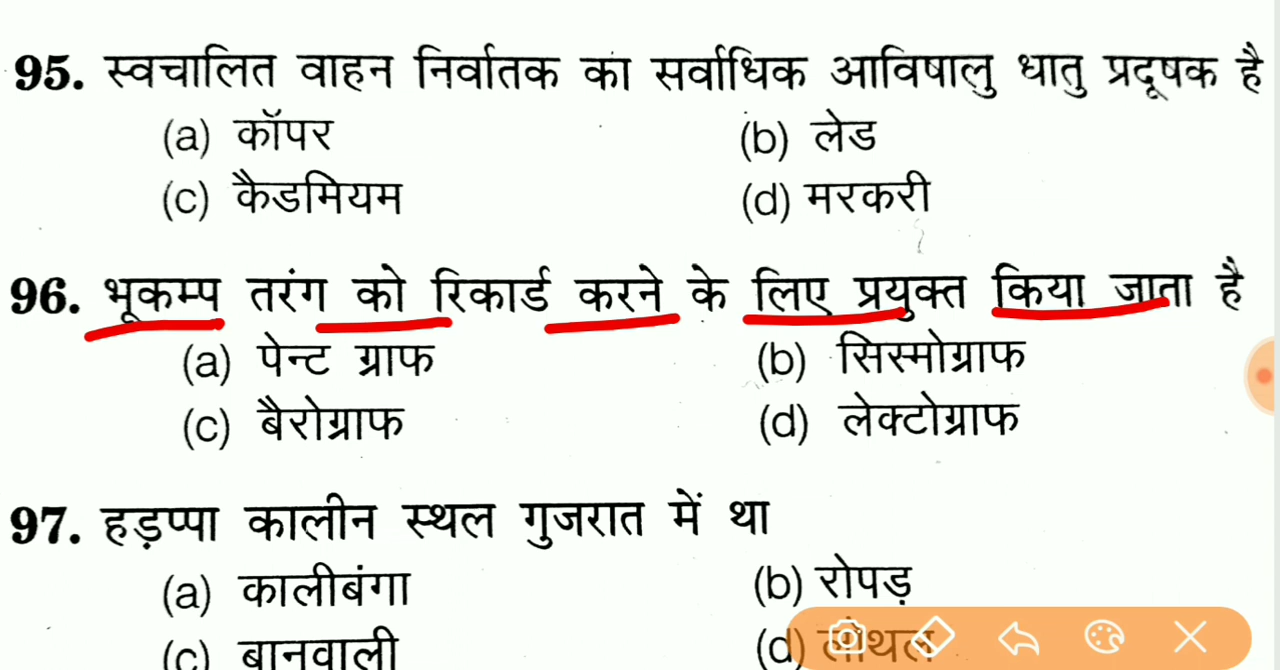 95. स्वचालित वाहन निर्वातक का सर्वाधिक आविषालु धातु प्रदूषक है
(a) कॉपर (b) लेड
(c) कैडमियम (d) मरकरी
96. भूकम्प तरंग को रिकार्ड करने के लिए प्रयुक्त किया जाता है
(a) पेन्ट ग्राफ (b) सिस्मोग्राफ
(c) बैरोग्राफ (d) लेक्टोग्राफ
97. हड़प्पा कालीन स्थल गुजरात में था
(a) कालीबंगा (b) रोपड़
(c) बानवाली (d) लोथल